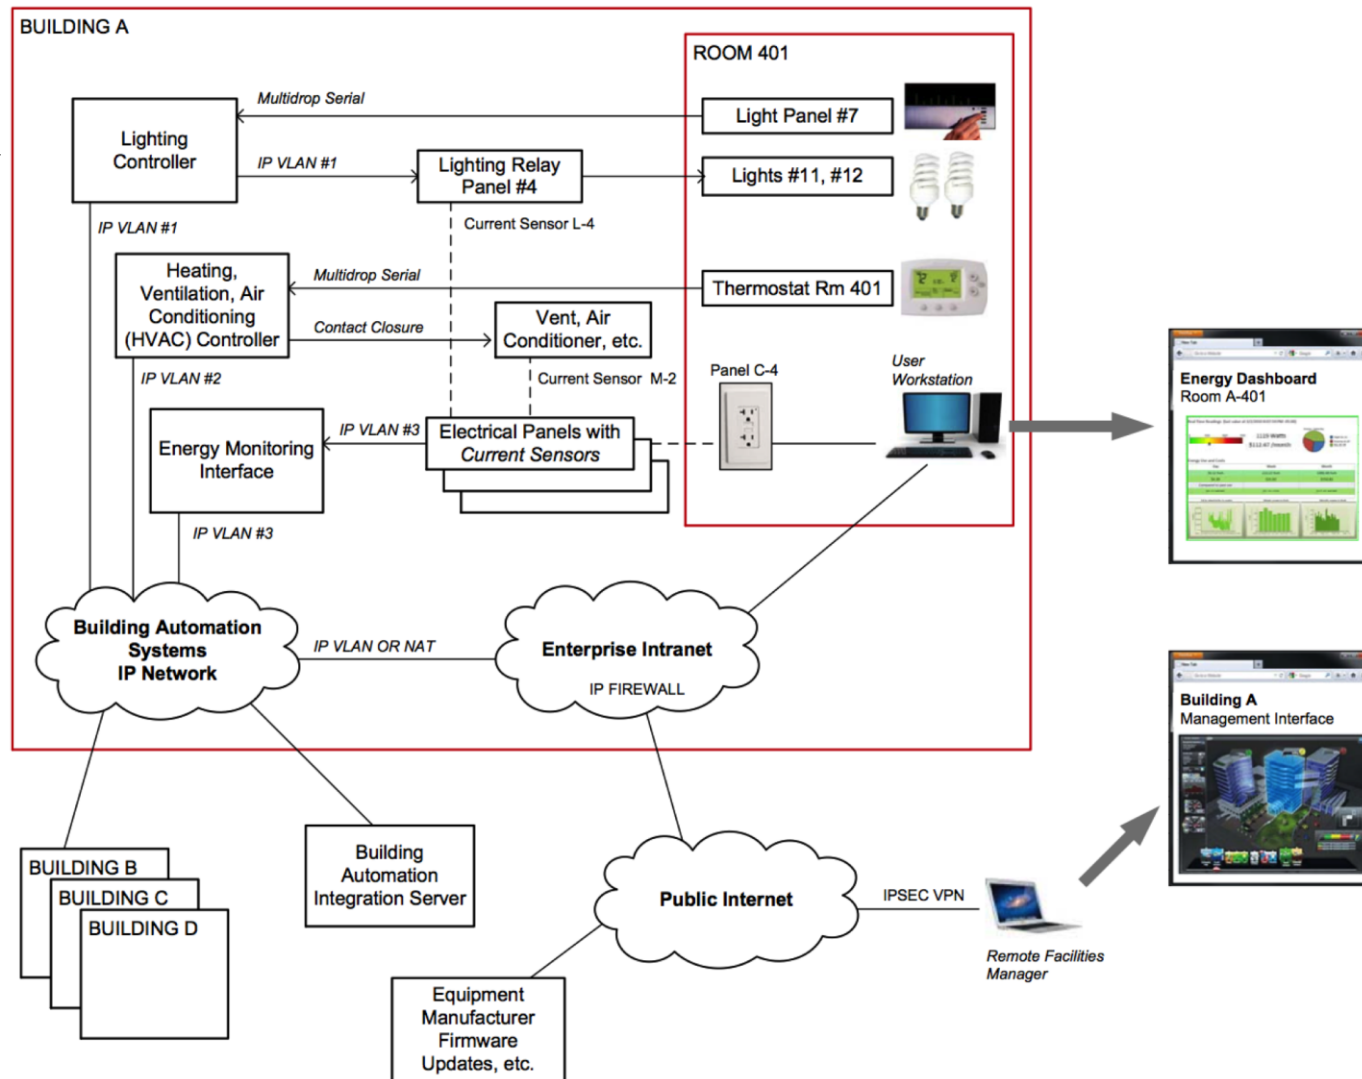 BUILDING A
ROOM 401
Multidrop Serial
Light Panel #7
Lighting
Controller
IP VLAN #1
Lighting Relay
Panel #4
Lights #11, #12
IP VLAN #1
Current Sensor L-4
Heating,
Ventilation, Air
Conditioning
(HVAC) Controller
Multidrop Serial
Thermostat Rm 401
Contact Closure
Vent, Air
Conditioner, etc.
IP VLAN #2
Current Sensor M-2
Panel C-4
User
Workstation
Energy Monitoring
Interface
IP VLAN #3
Electrical Panels with
Current Sensors
IP VLAN #3
Energy Dashboard
Room A-401
Building Automation
Systems
IP Network
IP VLAN OR NAT
Enterprise Intranet
IP FIREWALL
Building A
Management Interface
BUILDING B
BUILDING C
BUILDING D
Building
Automation
Integration Server
Public Internet
IPSEC VPN
Remote Facilities
Manager
Equipment
Manufacturer
Firmware
Updates, etc.